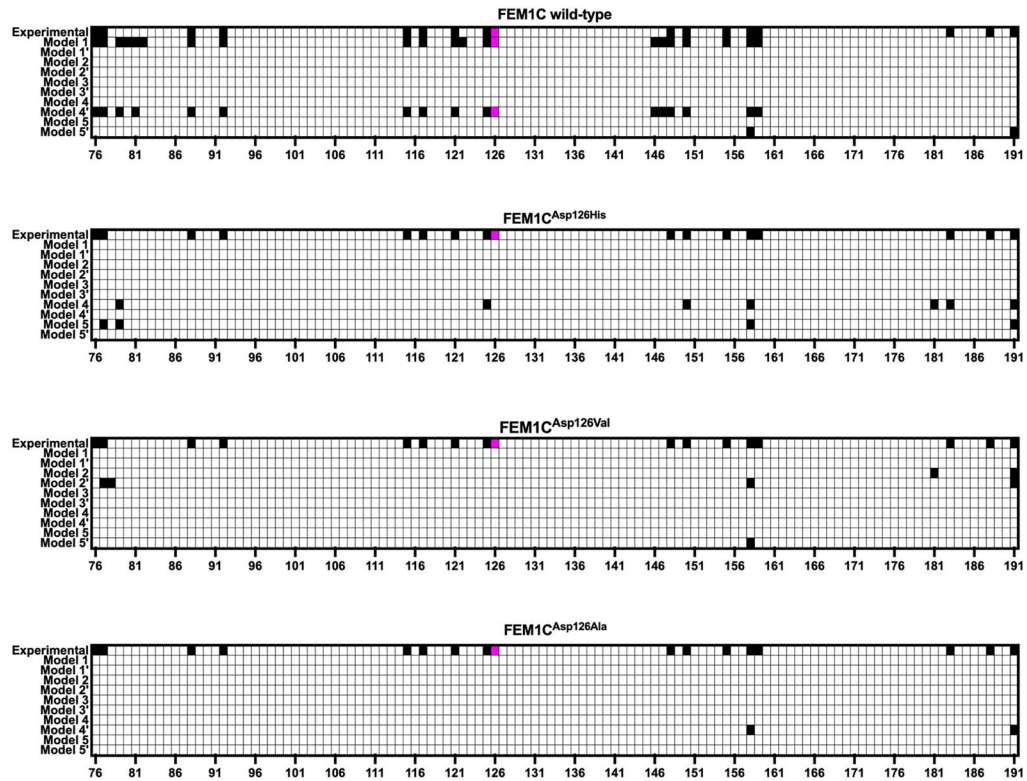 FEM1C wild-type
Experimental
Model 1
Model 1'
Model 2
Model 2'
Model 3
Model 3'
Model 4
Model 4'
Model 5
Model 5'
76 81 86 91 96 101 106 111 116 121 126 131 136 141 146 151 156 161 166 171 176 181 186 191
FEM1C^Asp126His
Experimental
Model 1
Model 1'
Model 2
Model 2'
Model 3
Model 3'
Model 4
Model 4'
Model 5
Model 5'
76 81 86 91 96 101 106 111 116 121 126 131 136 141 146 151 156 161 166 171 176 181 186 191
FEM1C^Asp126Val
Experimental
Model 1
Model 1'
Model 2
Model 2'
Model 3
Model 3'
Model 4
Model 4'
Model 5
Model 5'
76 81 86 91 96 101 106 111 116 121 126 131 136 141 146 151 156 161 166 171 176 181 186 191
FEM1C^Asp126Ala
Experimental
Model 1
Model 1'
Model 2
Model 2'
Model 3
Model 3'
Model 4
Model 4'
Model 5
Model 5'
76 81 86 91 96 101 106 111 116 121 126 131 136 141 146 151 156 161 166 171 176 181 186 191